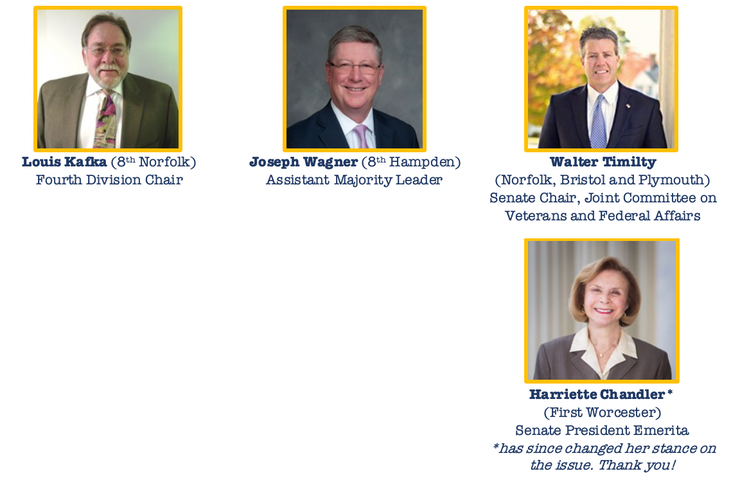 Louis Kafka (8th Norfolk)
Fourth Division Chair
Joseph Wagner (8th Hampden)
Assistant Majority Leader
Walter Timilty
(Norfolk, Bristol and Plymouth)
Senate Chair, Joint Committee on
Veterans and Federal Affairs
Harriette Chandler*
(First Worcester)
Senate President Emerita
*has since changed her stance on
the issue. Thank you!